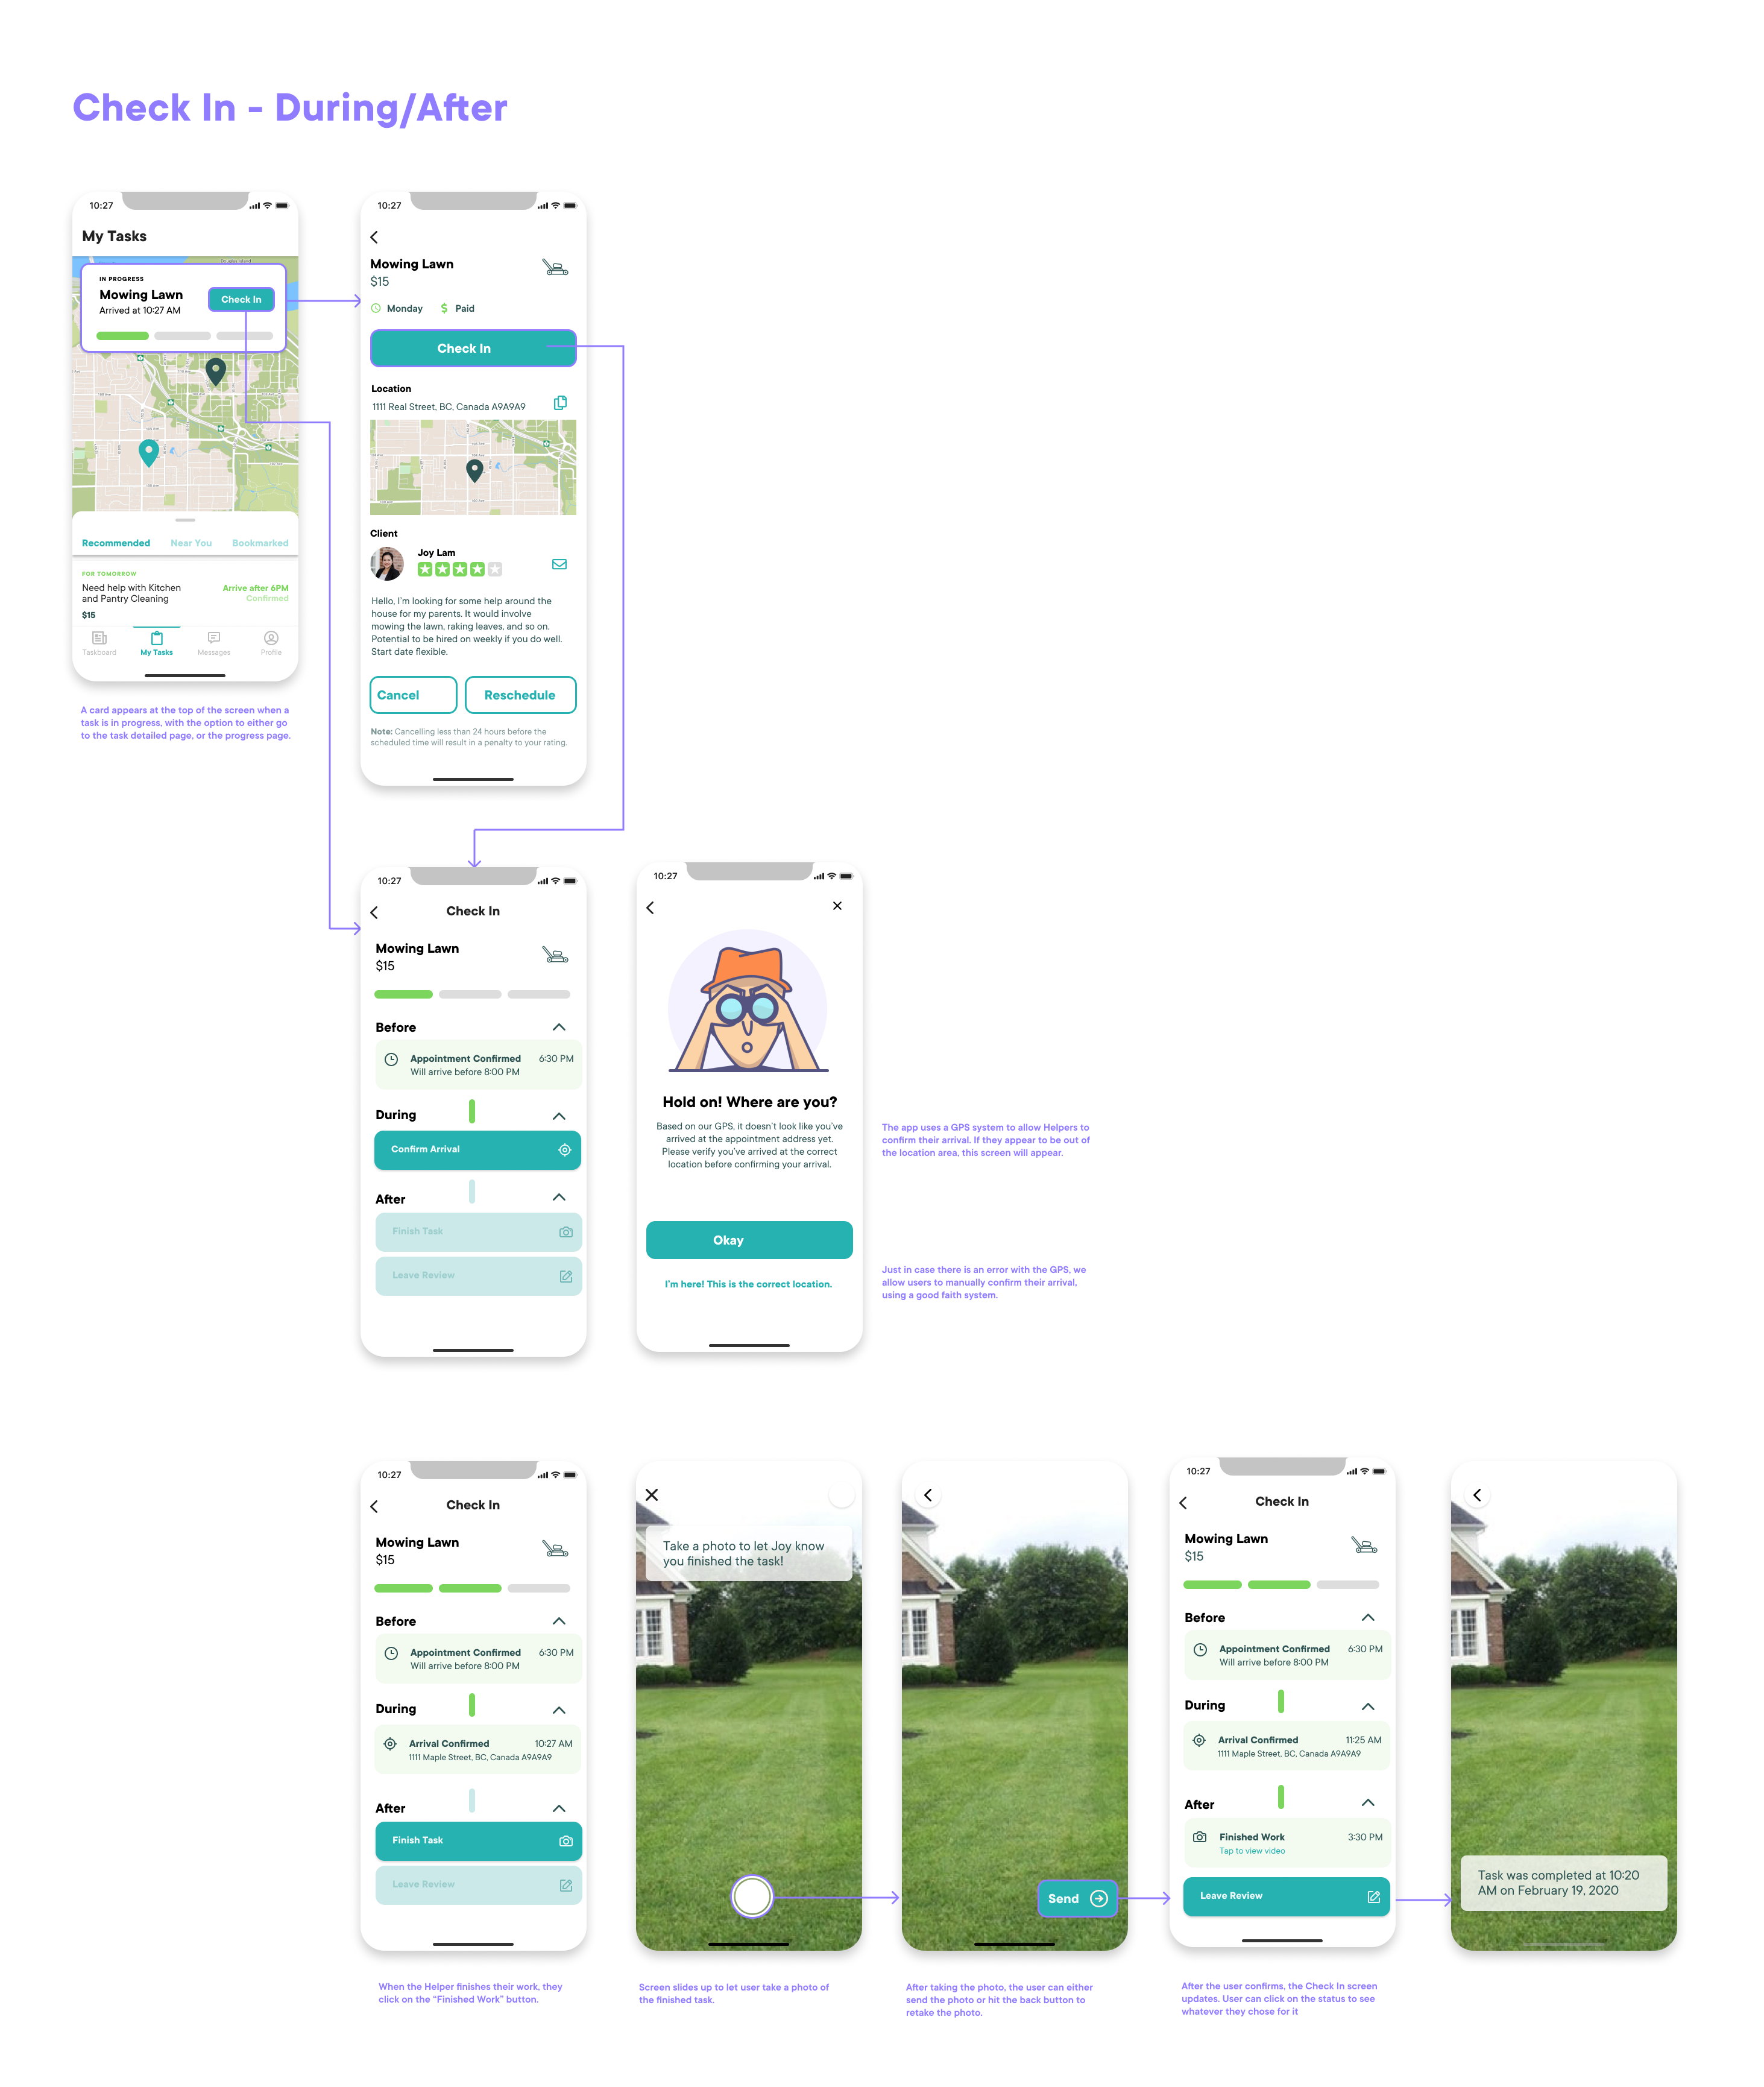 Check In - During/After
10:27
My Tasks
IN PROGRESS
Mowing Lawn
Arrived at 10:27 AM
Check In
Recommended
Near You
Bookmarked
FOR TOMORROW
Need help with Kitchen
and Pantry Cleaning
$15
Arrive after 6PM
Confirmed
Taskboard
My Tasks
Messages
Profile
A card appears at the top of the screen when a
task is in progress, with the option to either go
to the task detailed page, or the progress page.
10:27
Mowing Lawn
$15
Monday
$ Paid
Check In
Location
1111 Real Street, BC, Canada A9A9A9
Client
Joy Lam
Hello, I'm looking for some help around the
house for my parents. It would involve
mowing the lawn, raking leaves, and so on.
Potential to be hired on weekly if you do well.
Start date flexible.
Cancel
Reschedule
Note: Cancelling less than 24 hours before the
scheduled time will result in a penalty to your rating.
10:27
Check In
Mowing Lawn
$15
Before
Appointment Confirmed 6:30 PM
Will arrive before 8:00 PM
During
Confirm Arrival
After
Finish Task
Leave Review
10:27
Hold on! Where are you?
Based on our GPS, it doesn't look like you've
arrived at the appointment address yet.
Please verify you've arrived at the correct
location before confirming your arrival.
Okay
I'm here! This is the correct location.
The app uses a GPS system to allow Helpers to
confirm their arrival. If they appear to be out of
the location area, this screen will appear.
Just in case there is an error with the GPS, we
allow users to manually confirm their arrival,
using a good faith system.
10:27
Check In
Mowing Lawn
$15
Before
Appointment Confirmed 6:30 PM
Will arrive before 8:00 PM
During
Arrival Confirmed 10:27 AM
1111 Maple Street, BC, Canada A9A9A9
After
Finish Task
Leave Review
When the Helper finishes their work, they
click on the "Finished Work" button.
Take a photo to let Joy know
you finished the task!
Screen slides up to let user take a photo of
the finished task.
Send
After taking the photo, the user can either
send the photo or hit the back button to
retake the photo.
10:27
Check In
Mowing Lawn
$15
Before
Appointment Confirmed 6:30 PM
Will arrive before 8:00 PM
During
Arrival Confirmed 11:25 AM
1111 Maple Street, BC, Canada A9A9A9
After
Finished Work 3:30 PM
Tap to view video
Leave Review
After the user confirms, the Check In screen
updates. User can click on the status to see
whatever they chose for it
Task was completed at 10:20
AM on February 19, 2020